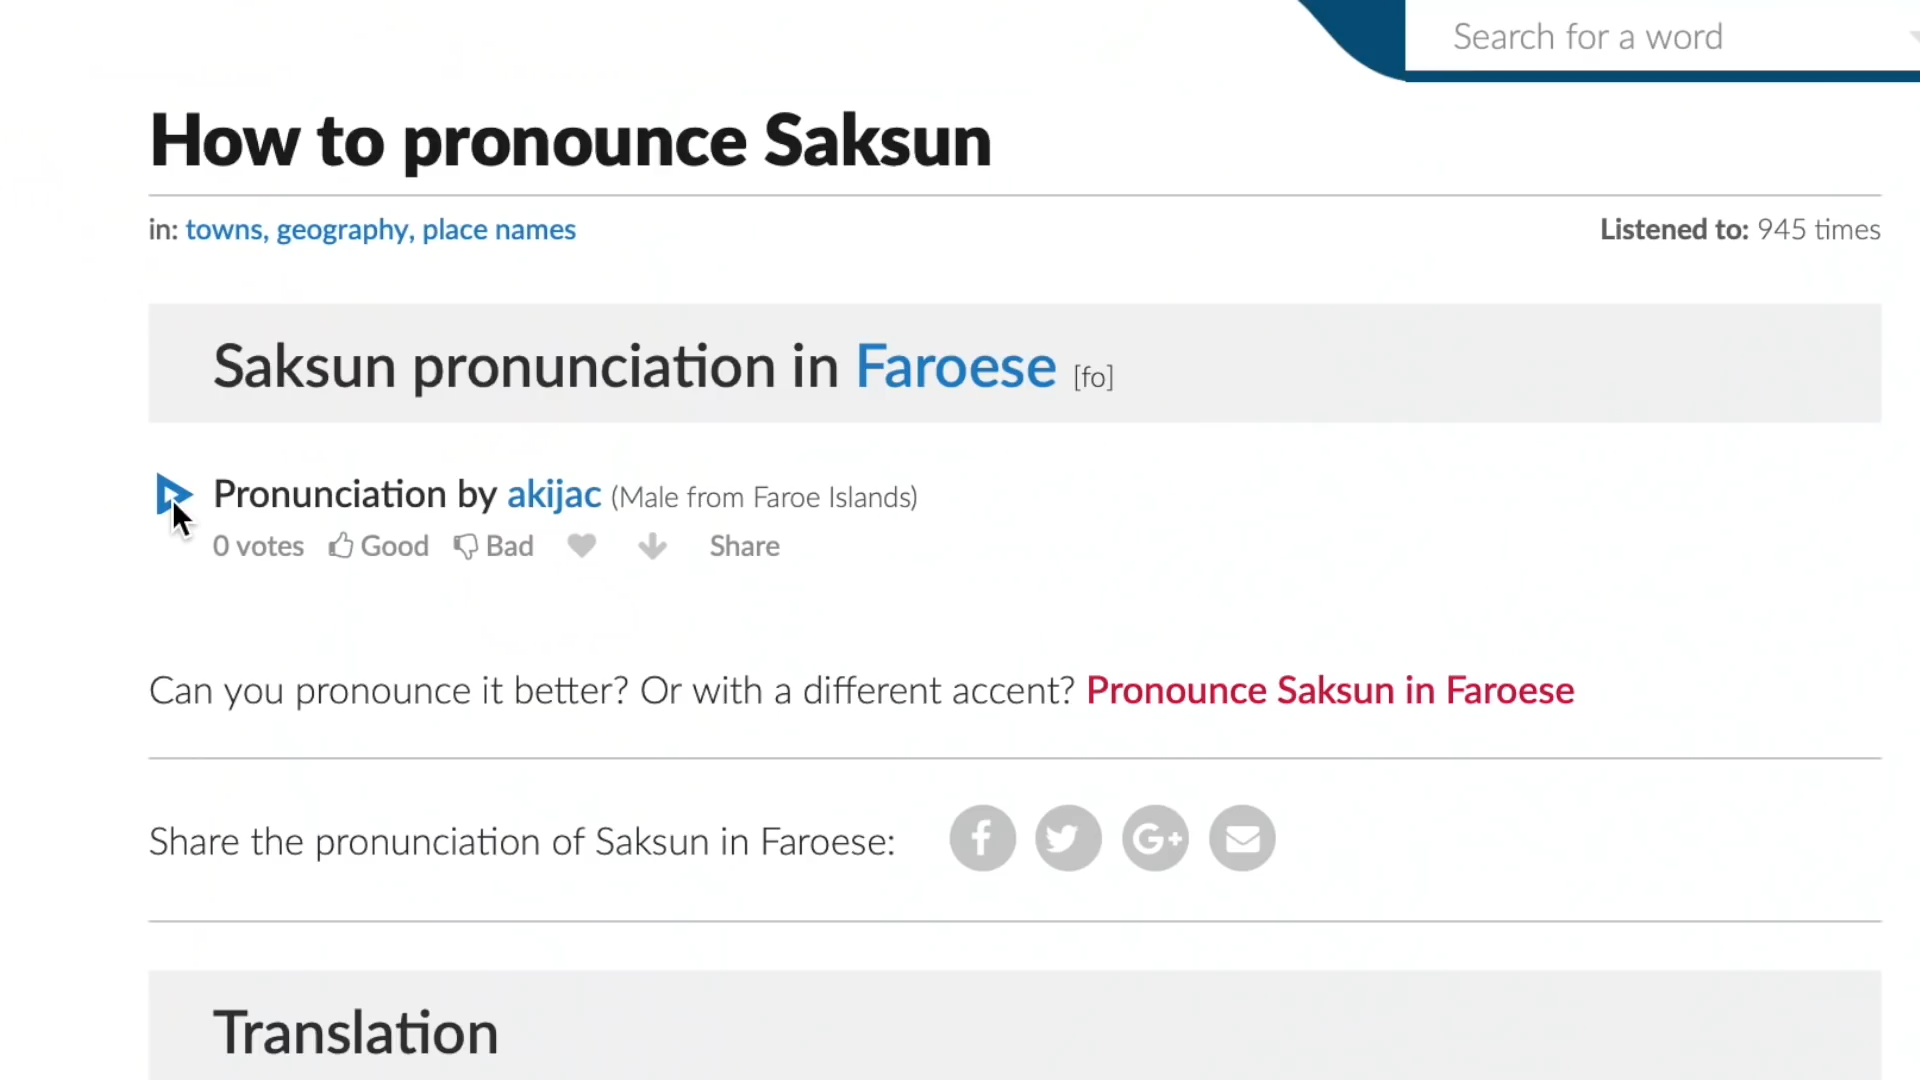 Search for a word
How to pronounce Saksun
in: towns, geography, place names
Listened to: 945 times
Saksun pronunciation in Faroese [fo]
Pronunciation by akijac (Male from Faroe Islands)
0 votes Good Bad Share
Can you pronounce it better? Or with a different accent? Pronounce Saksun in Faroese
Share the pronunciation of Saksun in Faroese: f G+
Translation